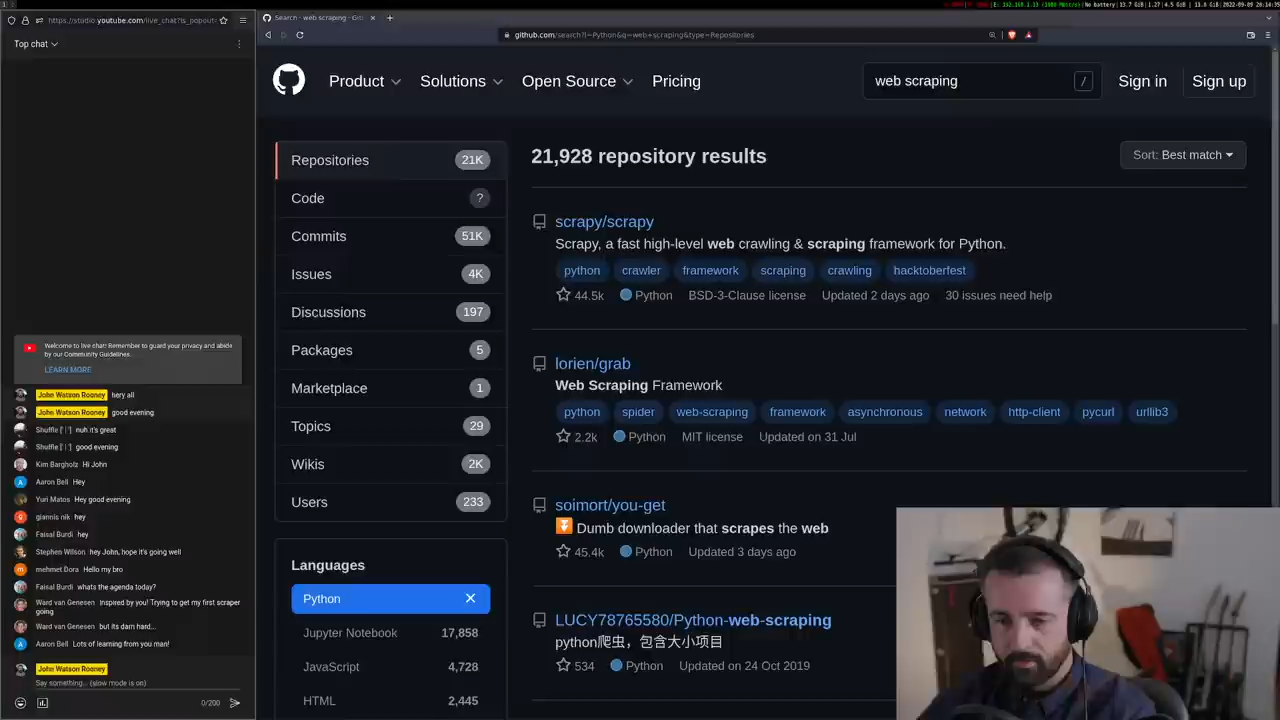 https://studio.youtube.com/live_chat?is_popout
Top chat
Welcome to live chat! Remember to guard your privacy and abide
by our Community Guidelines.
LEARN MORE
John Watson Rooney hery all
John Watson Rooney good evening
nuh it's great
good evening
Kim Bargholz Hi John
Aaron Bell Hey
Yuri Matos Hey good evening
giannis nik hey
Faisal Burdi hey
Stephen Wilson hey John, hope it's going well
mehmet Dora Hello my bro
Faisal Burdi whats the agenda today?
Ward van Genesen Inspired by you! Trying to get my first scraper
going
Ward van Genesen but its darn hard...
Aaron Bell Lots of learning from you man!
John Watson Rooney
Say something... (slow mode is on)
0/200
Search · web scraping · Git
github.com/search?l=Python&q=web+scraping&type=Repositories
Product
Solutions
Open Source
Pricing
web scraping
/
Sign in
Sign up
Repositories 21K
Code ?
Commits 51K
Issues 4K
Discussions 197
Packages 5
Marketplace 1
Topics 29
Wikis 2K
Users 233
Languages
Python
Jupyter Notebook 17,858
JavaScript 4,728
HTML 2,445
21,928 repository results
Sort: Best match
scrapy/scrapy
Scrapy, a fast high-level web crawling & scraping framework for Python.
python crawler framework scraping crawling hacktoberfest
44.5k Python BSD-3-Clause license Updated 2 days ago 30 issues need help
lorien/grab
Web Scraping Framework
python spider web-scraping framework asynchronous network http-client pycurl urllib3
2.2k Python MIT license Updated on 31 Jul
soimort/you-get
Dumb downloader that scrapes the web
45.4k Python Updated 3 days ago
LUCY78765580/Python-web-scraping
python爬虫，包含大小项目
534 Python Updated on 24 Oct 2019